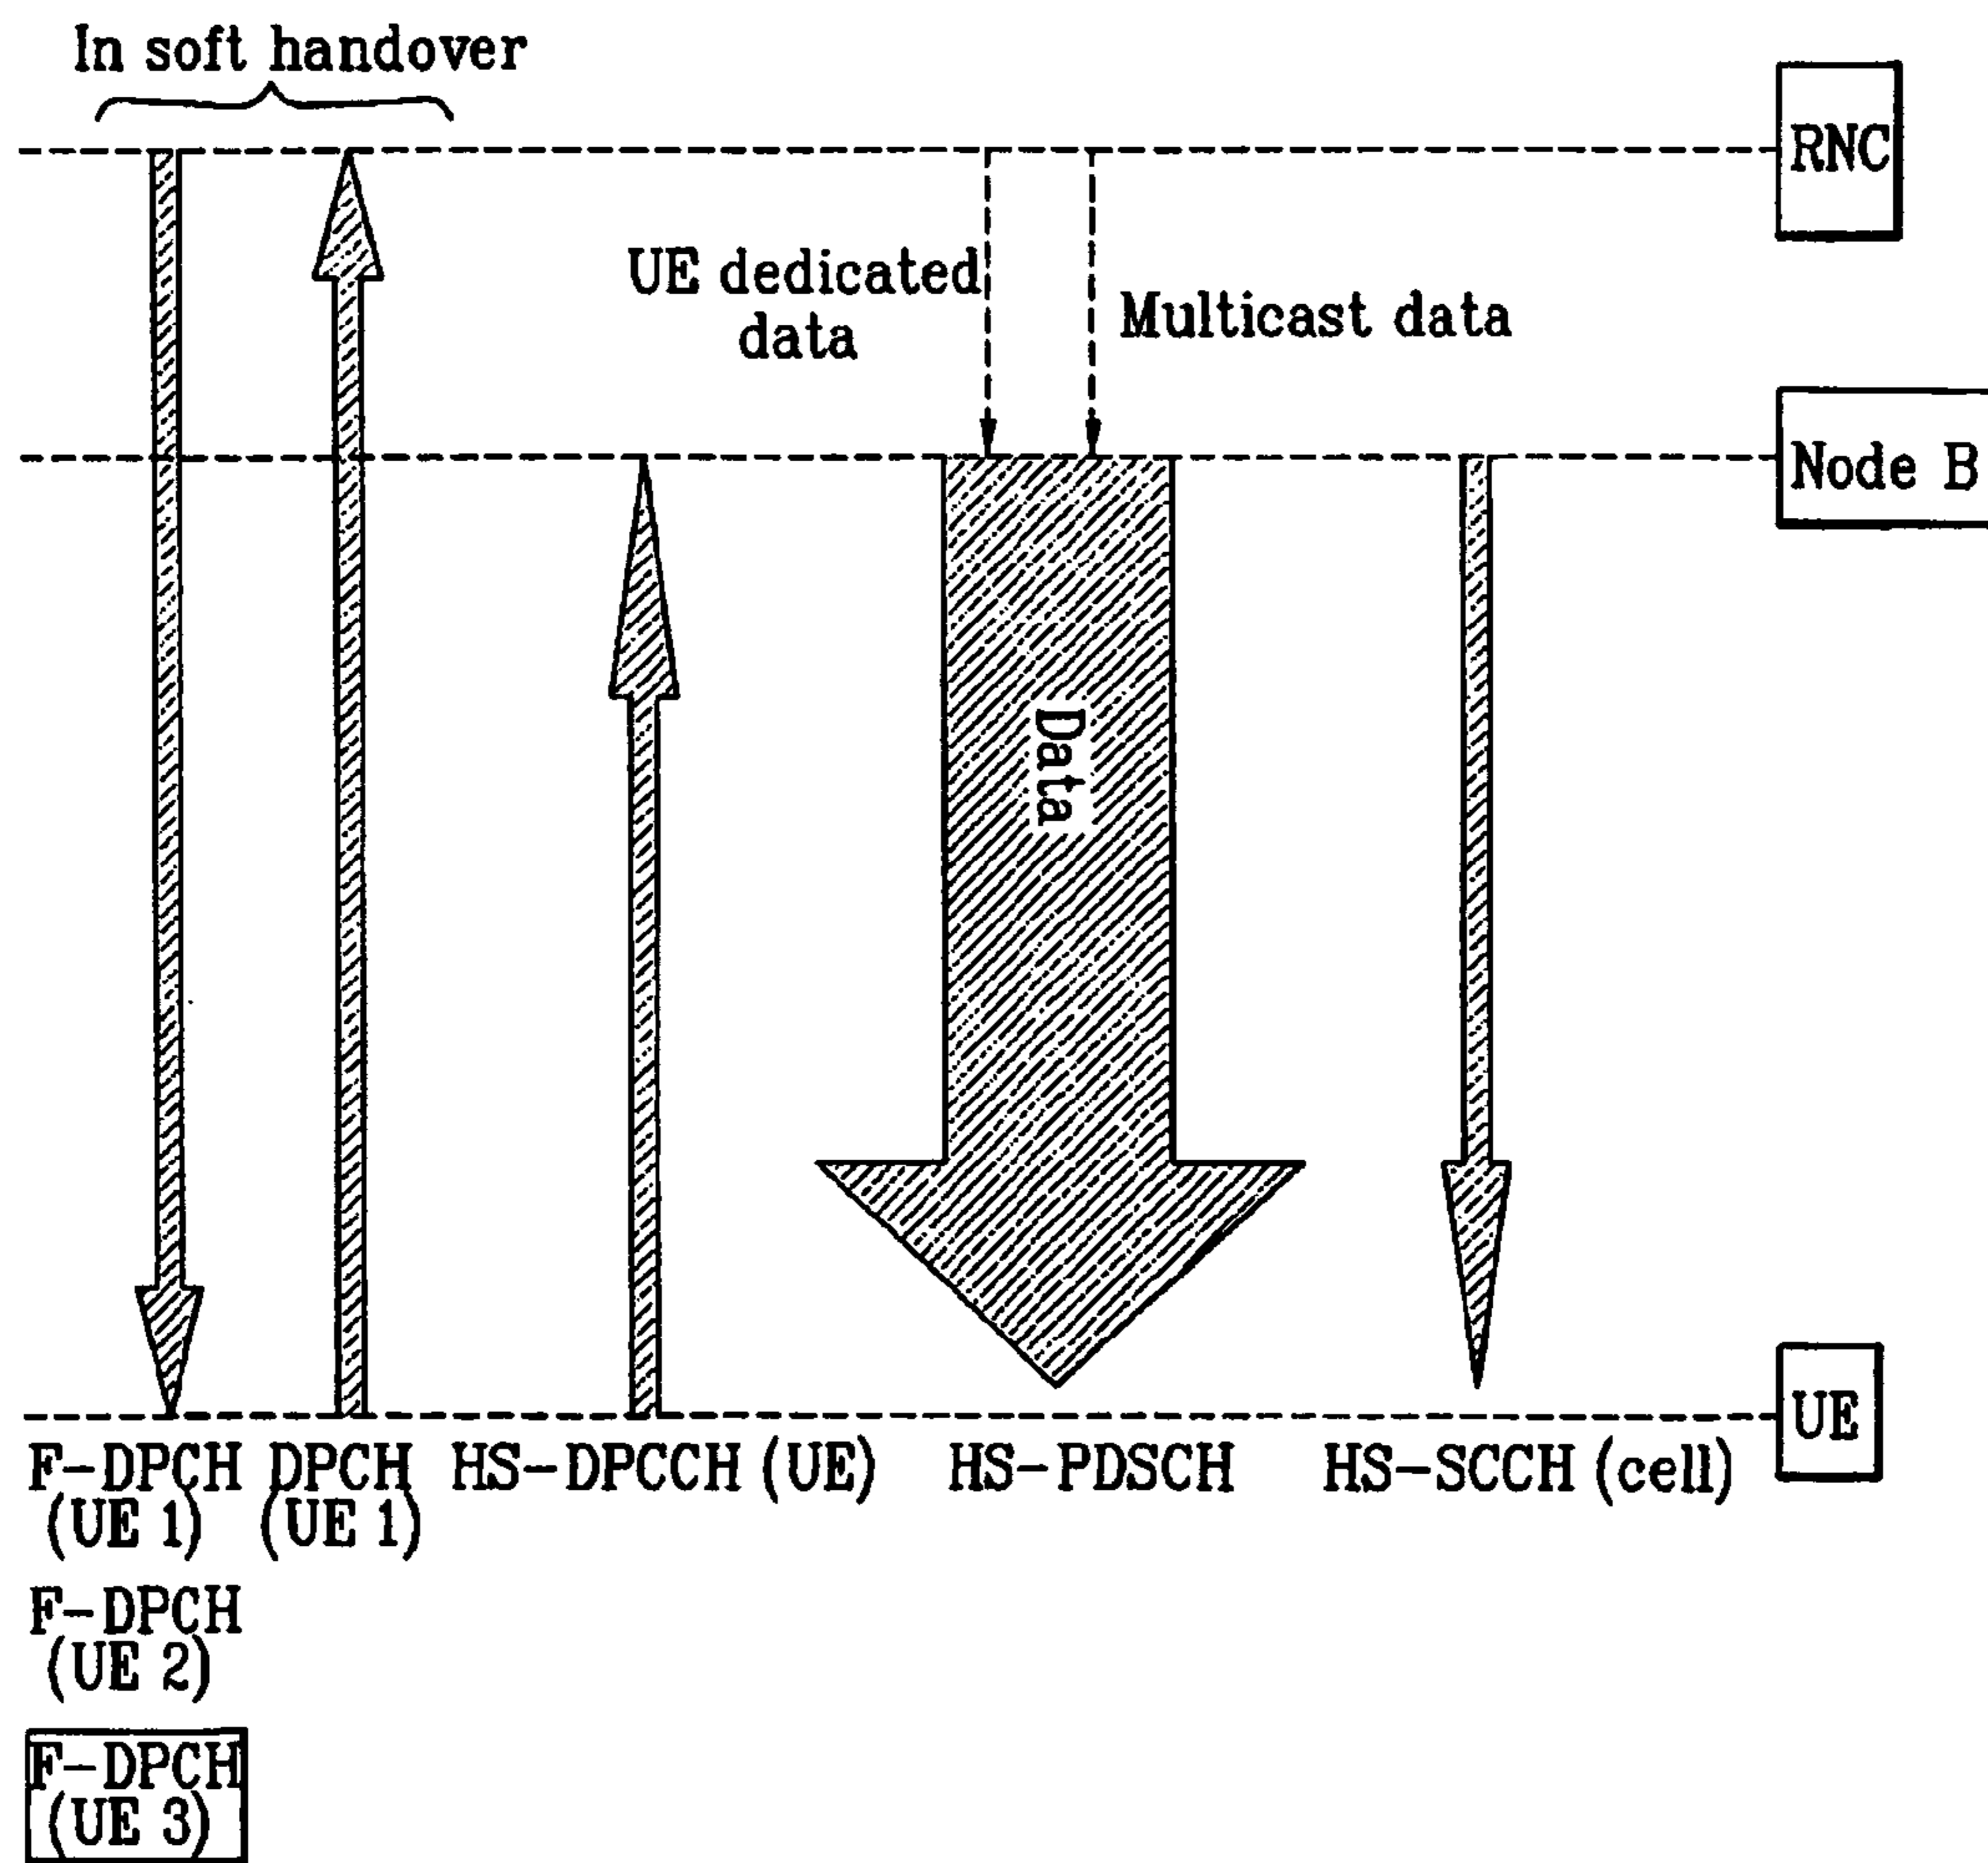 In soft handover
RNC
UE dedicated
data
Multicast data
Node B
Data
UE
F-DPCH
(UE 1)
DPCH
(UE 1)
HS-DPCCH (UE)
HS-PDSCH
HS-SCCH (cell)
F-DPCH
(UE 2)
F-DPCH
(UE 3)